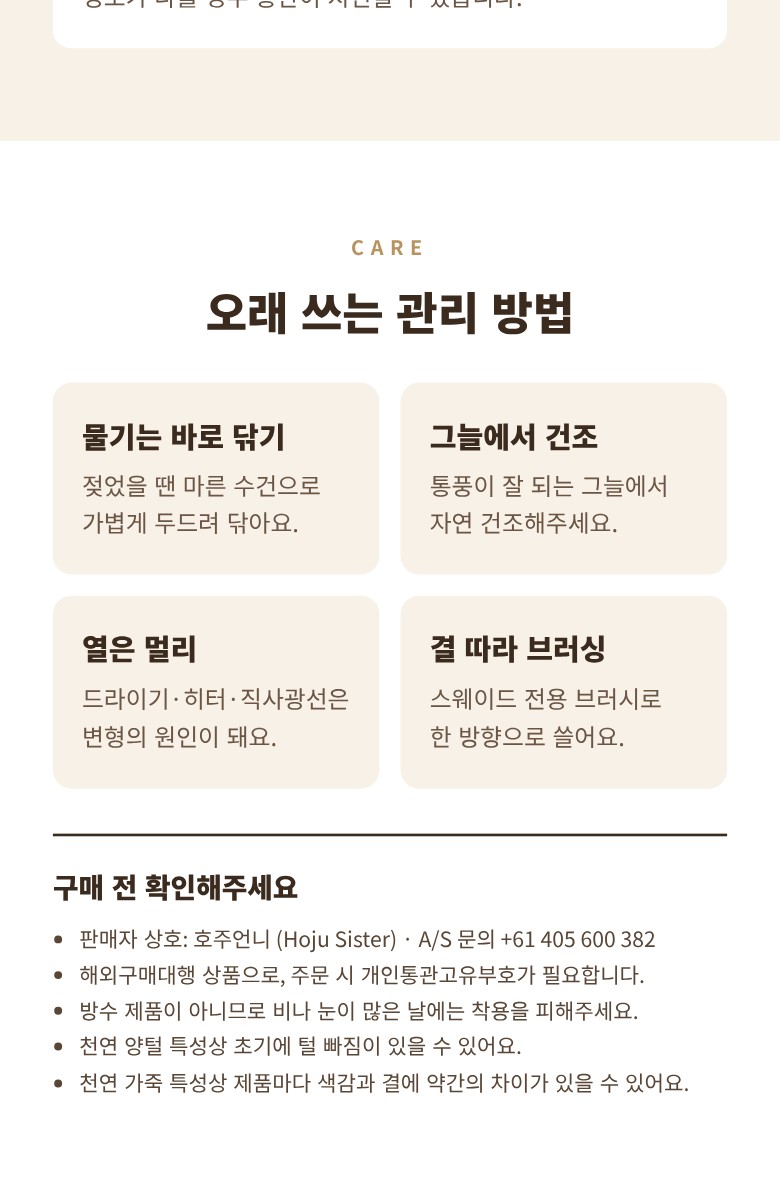 CARE
오래 쓰는 관리 방법
물기는 바로 닦기
젖었을 땐 마른 수건으로
가볍게 두드려 닦아요.
그늘에서 건조
통풍이 잘 되는 그늘에서
자연 건조해주세요.
열은 멀리
드라이기·히터·직사광선은
변형의 원인이 돼요.
결 따라 브러싱
스웨이드 전용 브러시로
한 방향으로 쓸어요.
구매 전 확인해주세요
• 판매자 상호: 호주언니 (Hoju Sister) · A/S 문의 +61 405 600 382
• 해외구매대행 상품으로, 주문 시 개인통관고유부호가 필요합니다.
• 방수 제품이 아니므로 비나 눈이 많은 날에는 착용을 피해주세요.
• 천연 양털 특성상 초기에 털 빠짐이 있을 수 있어요.
• 천연 가죽 특성상 제품마다 색감과 결에 약간의 차이가 있을 수 있어요.